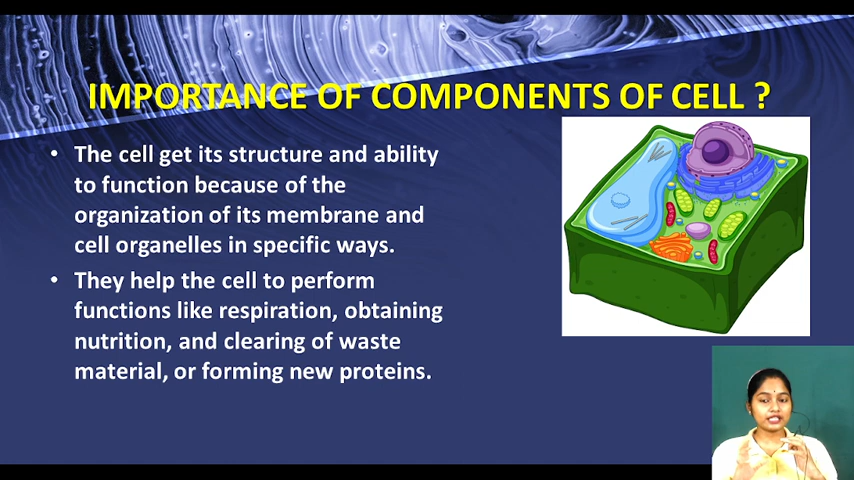 IMPORTANCE OF COMPONENTS OF CELL ?
• The cell get its structure and ability
to function because of the
organization of its membrane and
cell organelles in specific ways.
• They help the cell to perform
functions like respiration, obtaining
nutrition, and clearing of waste
material, or forming new proteins.